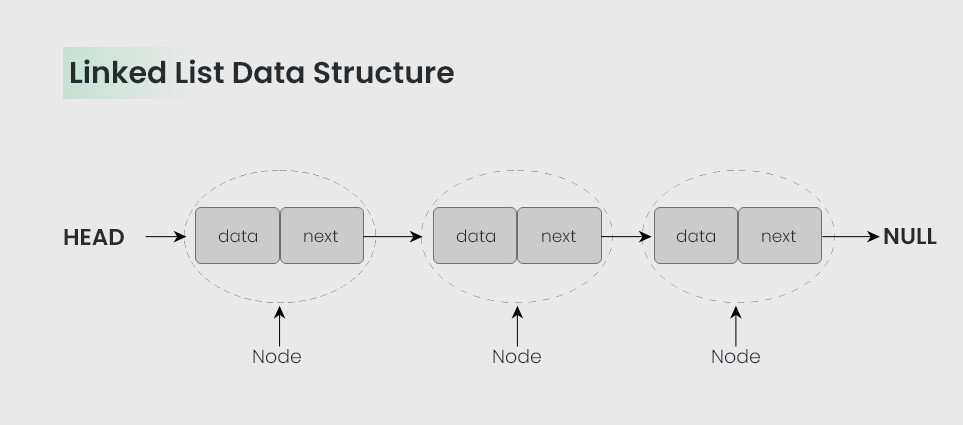 Linked List Data Structure
HEAD data next data next data next NULL
Node Node Node